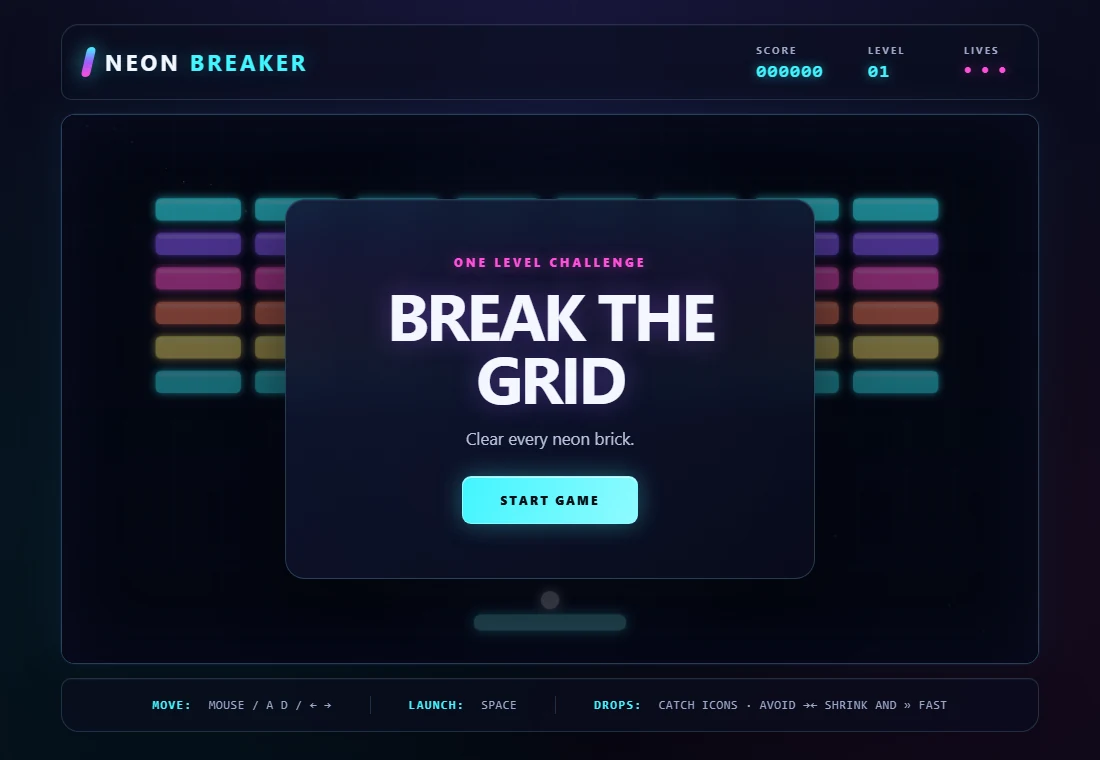 NEON BREAKER
SCORE
000000
LEVEL
01
LIVES
ONE LEVEL CHALLENGE
BREAK THE
GRID
Clear every neon brick.
START GAME
MOVE: MOUSE / A D / ← →
LAUNCH: SPACE
DROPS: CATCH ICONS · AVOID →← SHRINK AND » FAST